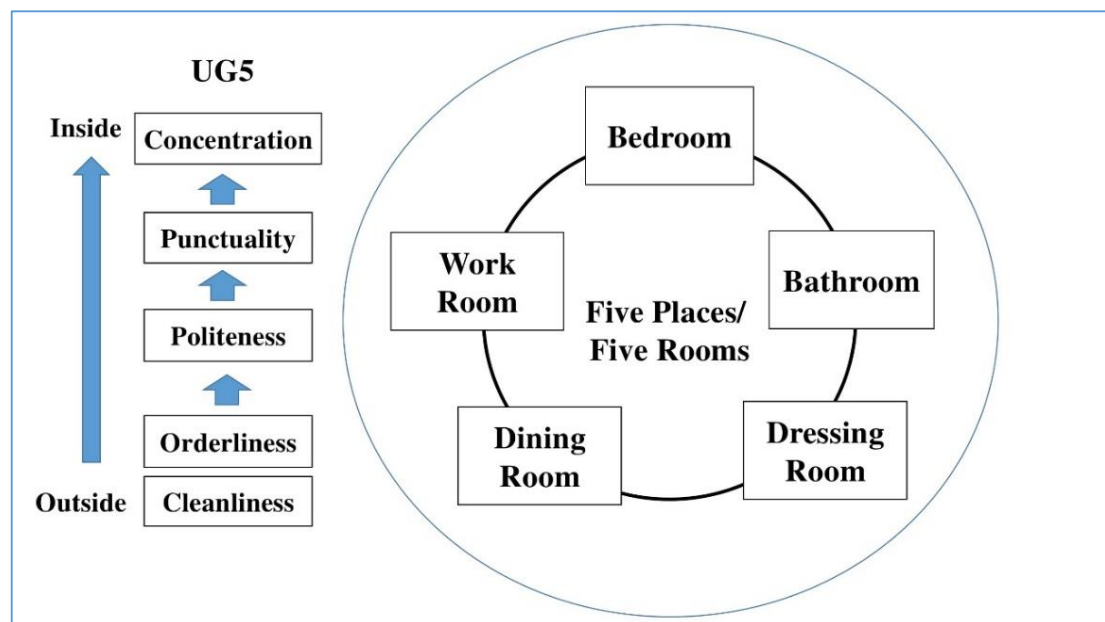 UG5
Inside
Concentration
Punctuality
Politeness
Orderliness
Outside
Cleanliness
Bedroom
Work
Room
Bathroom
Five Places/
Five Rooms
Dining
Room
Dressing
Room